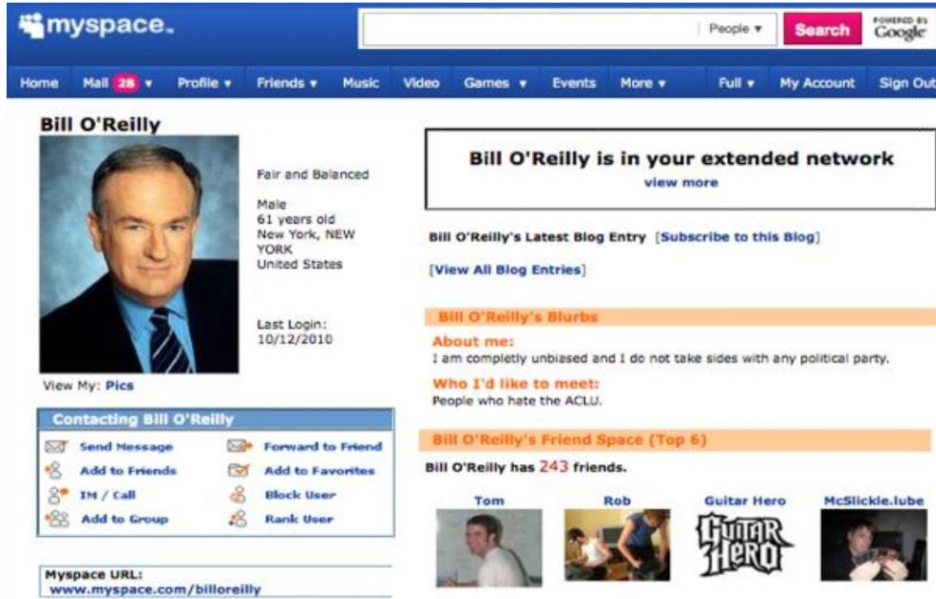 myspace.
People ▼
Search
POWERED BY
Google
Home Mail 28 ▼ Profile ▼ Friends ▼ Music Video Games ▼ Events More ▼ Full ▼ My Account Sign Out
Bill O'Reilly
Fair and Balanced
Male
61 years old
New York, NEW
YORK
United States
Last Login:
10/12/2010
View My: Pics
Contacting Bill O'Reilly
Send Message Forward to Friend
Add to Friends Add to Favorites
IM / Call Block User
Add to Group Rank User
Myspace URL:
www.myspace.com/billoreilly
Bill O'Reilly is in your extended network
view more
Bill O'Reilly's Latest Blog Entry [Subscribe to this Blog]
[View All Blog Entries]
Bill O'Reilly's Blurbs
About me:
I am completly unbiased and I do not take sides with any political party.
Who I'd like to meet:
People who hate the ACLU.
Bill O'Reilly's Friend Space (Top 6)
Bill O'Reilly has 243 friends.
Tom Rob Guitar Hero McSlickle.lube
GUITAR
HERO